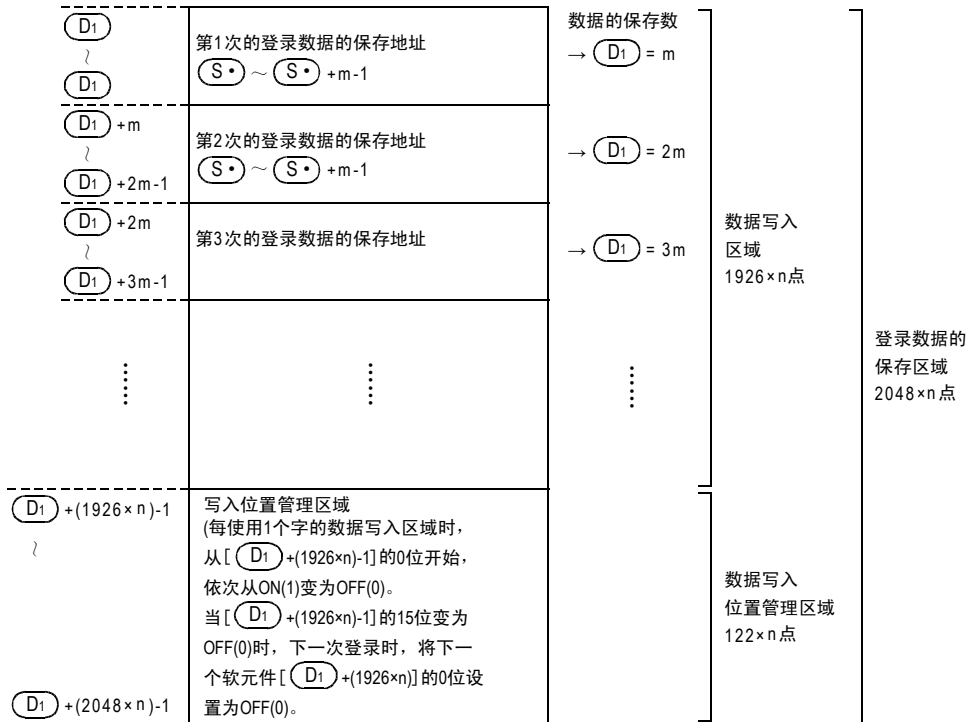 D1
~
D1
第1次的登录数据的保存地址
S• ~ S• +m-1
数据的保存数
→ D1 = m
D1 +m
~
D1 +2m-1
第2次的登录数据的保存地址
S• ~ S• +m-1
→ D1 = 2m
D1 +2m
~
D1 +3m-1
第3次的登录数据的保存地址
→ D1 = 3m
数据写入
区域
1926×n点
登录数据的
保存区域
2048×n点
D1 +(1926×n)-1
~
D1 +(2048×n)-1
写入位置管理区域
(每使用1个字的数据写入区域时,
从[ D1 +(1926×n)-1]的0位开始,
依次从ON(1)变为OFF(0)。
当[ D1 +(1926×n)-1]的15位变为
OFF(0)时,下一次登录时,将下一
个软元件[ D1 +(1926×n)]的0位设
置为OFF(0)。
数据写入
位置管理区域
122×n点